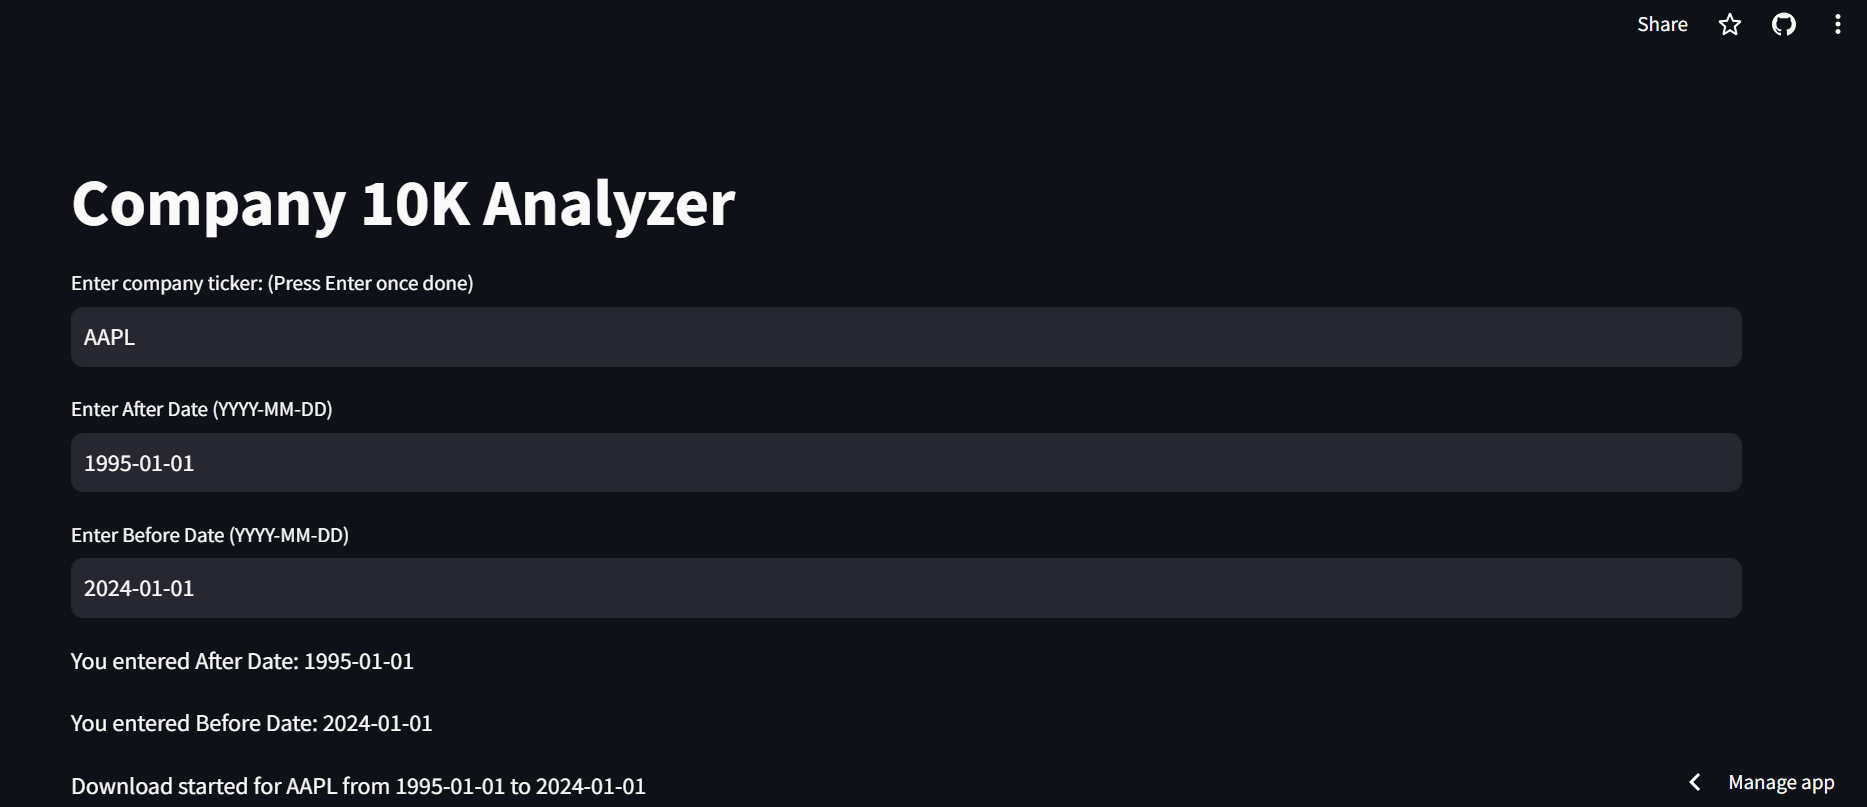 Share
Company 10K Analyzer
Enter company ticker: (Press Enter once done)
AAPL
Enter After Date (YYYY-MM-DD)
1995-01-01
Enter Before Date (YYYY-MM-DD)
2024-01-01
You entered After Date: 1995-01-01
You entered Before Date: 2024-01-01
Download started for AAPL from 1995-01-01 to 2024-01-01
Manage app